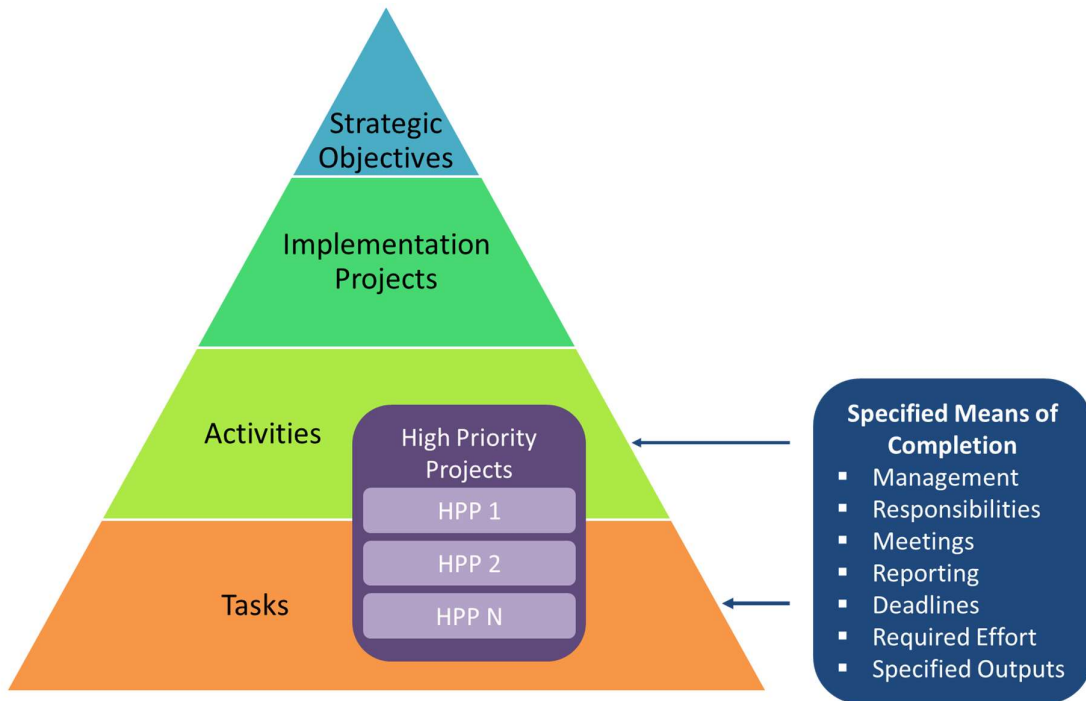 Strategic
Objectives
Implementation
Projects
Activities
High Priority
Projects
HPP 1
HPP 2
HPP N
Tasks
Specified Means of
Completion
▪ Management
▪ Responsibilities
▪ Meetings
▪ Reporting
▪ Deadlines
▪ Required Effort
▪ Specified Outputs